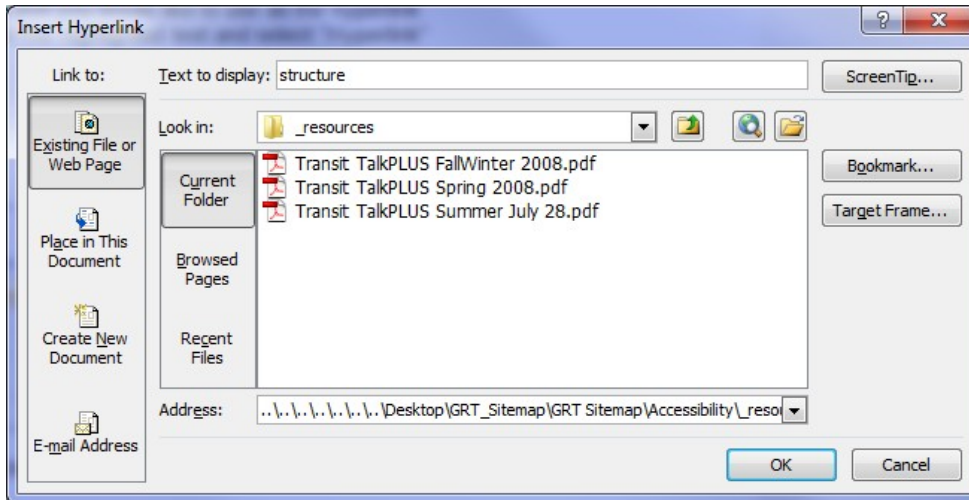 Insert Hyperlink
Link to:
Text to display: structure
ScreenTip...
Existing File or
Web Page
Place in This
Document
Create New
Document
E-mail Address
Look in: _resources
Current
Folder
Browsed
Pages
Recent
Files
Transit TalkPLUS FallWinter 2008.pdf
Transit TalkPLUS Spring 2008.pdf
Transit TalkPLUS Summer July 28.pdf
Bookmark...
Target Frame...
Address: ..\..\..\..\..\..\..\Desktop\GRT_Sitemap\GRT Sitemap\Accessibility\_resou
OK
Cancel